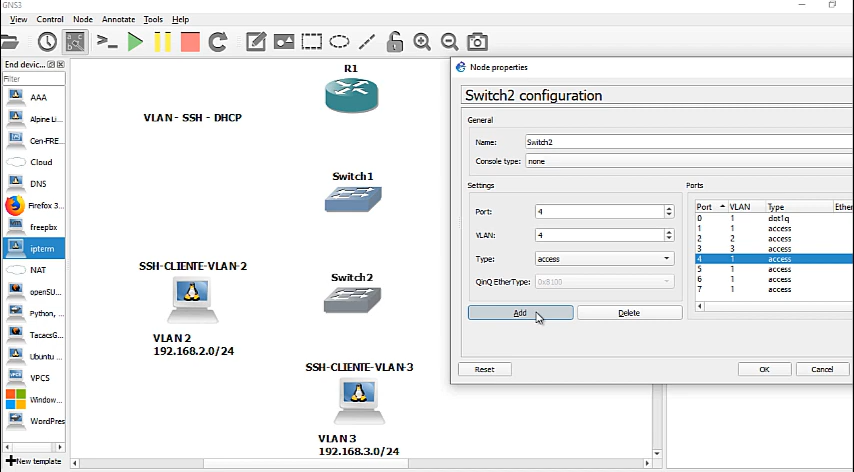 GNS3
View Control Node Annotate Tools Help
End devic...
Filter
AAA
Alpine Li...
Cen-FRE...
Cloud
DNS
Firefox 3...
freepbx
ipterm
NAT
openSU...
Python, ...
TacacsG...
Ubuntu ...
VPCS
Window...
WordPres
New template
R1
VLAN - SSH - DHCP
Switch1
SSH-CLIENTE-VLAN-2
VLAN 2
192.168.2.0/24
Switch2
SSH-CLIENTE-VLAN-3
VLAN 3
192.168.3.0/24
Node properties
Switch2 configuration
General
Name: Switch2
Console type: none
Settings
Port: 4
VLAN: 4
Type: access
QinQ EtherType: 0x8100
Add Delete
Ports
Port VLAN Type Ether
0 1 dot1q
1 1 access
2 2 access
3 3 access
4 1 access
5 1 access
6 1 access
7 1 access
Reset OK Cancel